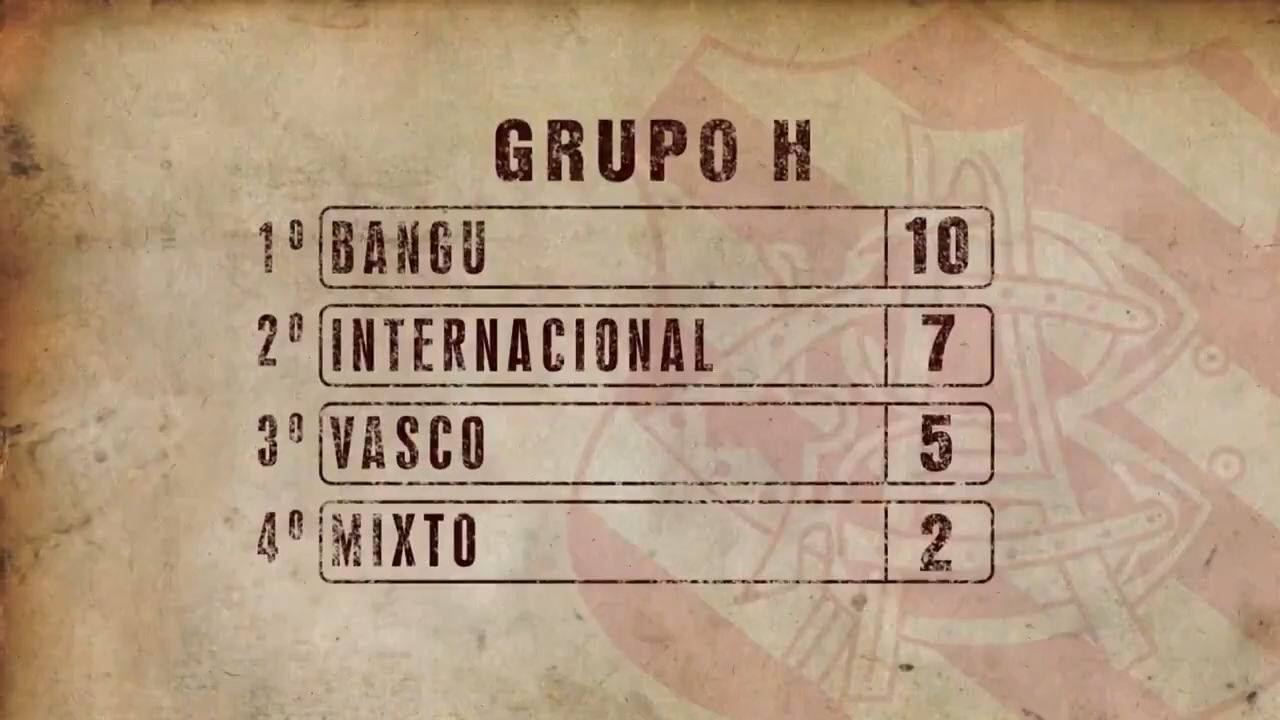 GRUPO H
1º BANGU 10
2º INTERNACIONAL 7
3º VASCO 5
4º MIXTO 2